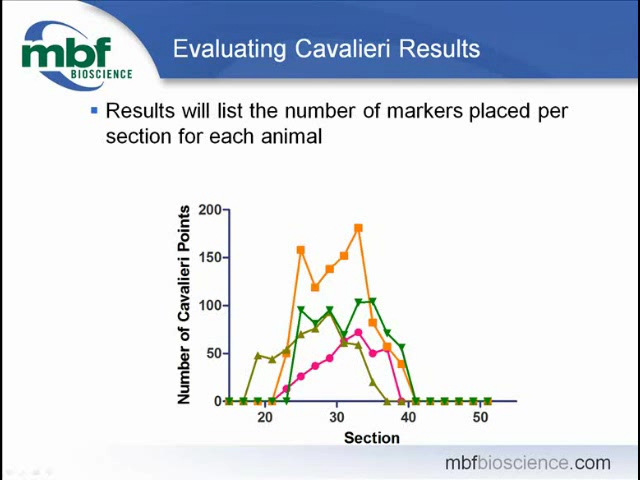 mbf
BIOSCIENCE
Evaluating Cavalieri Results
Results will list the number of markers placed per
section for each animal
Number of Cavalieri Points
200
150
100
50
0
20
30
40
50
Section
mbfbioscience.com